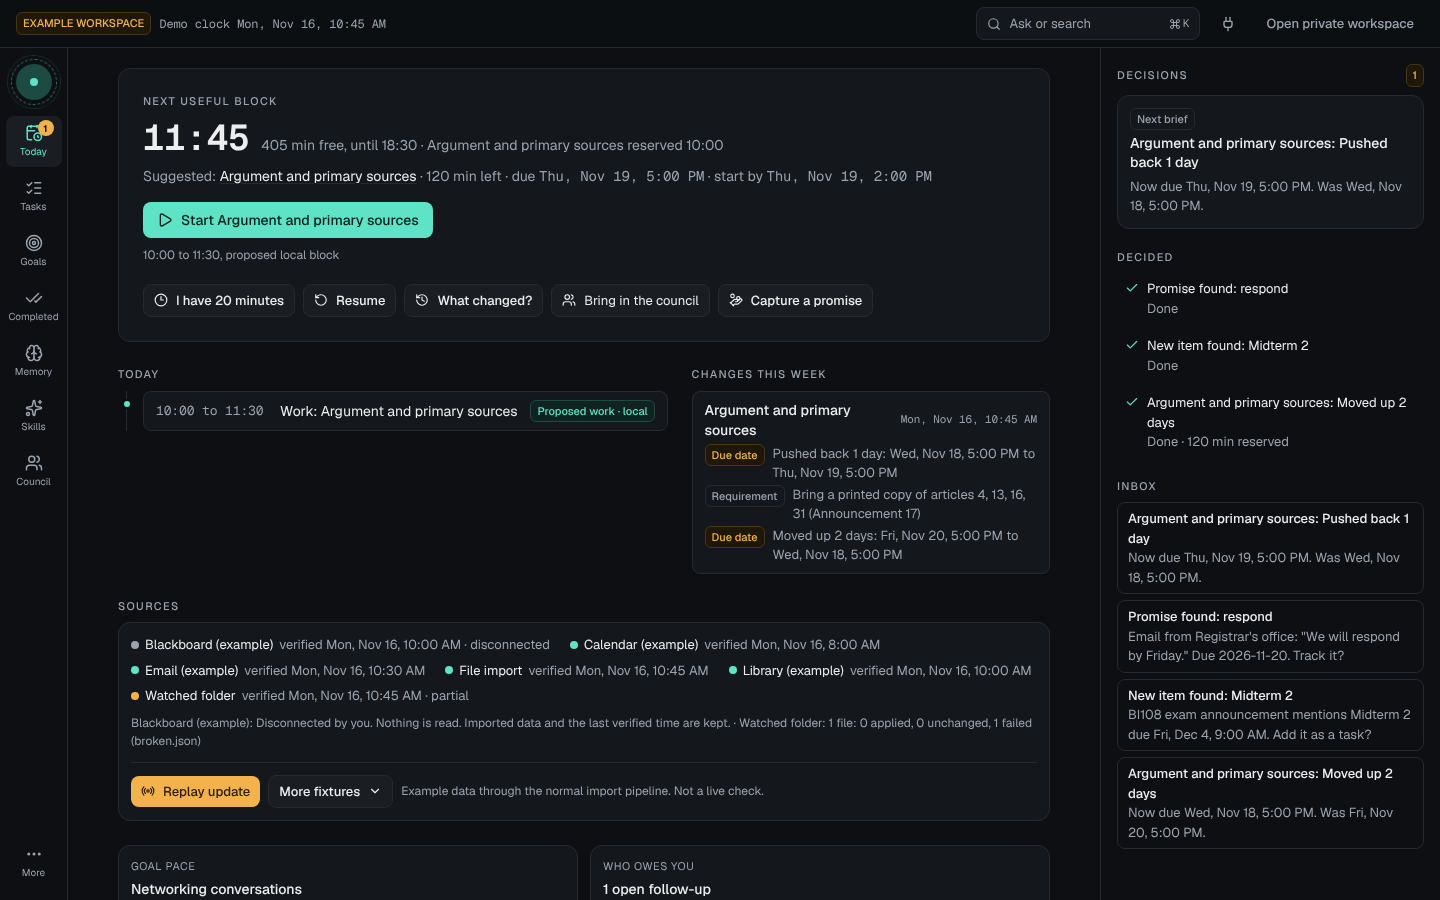 EXAMPLE WORKSPACE Demo clock Mon, Nov 16, 10:45 AM
Ask or search ⌘K
Open private workspace
1
Today
Tasks
Goals
Completed
Memory
Skills
Council
More
NEXT USEFUL BLOCK
11:45 405 min free, until 18:30 · Argument and primary sources reserved 10:00
Suggested: Argument and primary sources · 120 min left · due Thu, Nov 19, 5:00 PM · start by Thu, Nov 19, 2:00 PM
Start Argument and primary sources
10:00 to 11:30, proposed local block
I have 20 minutes
Resume
What changed?
Bring in the council
Capture a promise
TODAY
10:00 to 11:30 Work: Argument and primary sources Proposed work · local
CHANGES THIS WEEK
Argument and primary
sources
Mon, Nov 16, 10:45 AM
Due date Pushed back 1 day: Wed, Nov 18, 5:00 PM to
Thu, Nov 19, 5:00 PM
Requirement Bring a printed copy of articles 4, 13, 16,
31 (Announcement 17)
Due date Moved up 2 days: Fri, Nov 20, 5:00 PM to
Wed, Nov 18, 5:00 PM
SOURCES
Blackboard (example) verified Mon, Nov 16, 10:00 AM · disconnected Calendar (example) verified Mon, Nov 16, 8:00 AM
Email (example) verified Mon, Nov 16, 10:30 AM File import verified Mon, Nov 16, 10:45 AM Library (example) verified Mon, Nov 16, 10:00 AM
Watched folder verified Mon, Nov 16, 10:45 AM · partial
Blackboard (example): Disconnected by you. Nothing is read. Imported data and the last verified time are kept. · Watched folder: 1 file: 0 applied, 0 unchanged, 1 failed
(broken.json)
Replay update
More fixtures
Example data through the normal import pipeline. Not a live check.
GOAL PACE
Networking conversations
WHO OWES YOU
1 open follow-up
DECISIONS 1
Next brief
Argument and primary sources: Pushed
back 1 day
Now due Thu, Nov 19, 5:00 PM. Was Wed, Nov
18, 5:00 PM.
DECIDED
Promise found: respond
Done
New item found: Midterm 2
Done
Argument and primary sources: Moved up 2
days
Done · 120 min reserved
INBOX
Argument and primary sources: Pushed back 1
day
Now due Thu, Nov 19, 5:00 PM. Was Wed, Nov
18, 5:00 PM.
Promise found: respond
Email from Registrar's office: "We will respond
by Friday." Due 2026-11-20. Track it?
New item found: Midterm 2
BI108 exam announcement mentions Midterm 2
due Fri, Dec 4, 9:00 AM. Add it as a task?
Argument and primary sources: Moved up 2
days
Now due Wed, Nov 18, 5:00 PM. Was Fri, Nov
20, 5:00 PM.